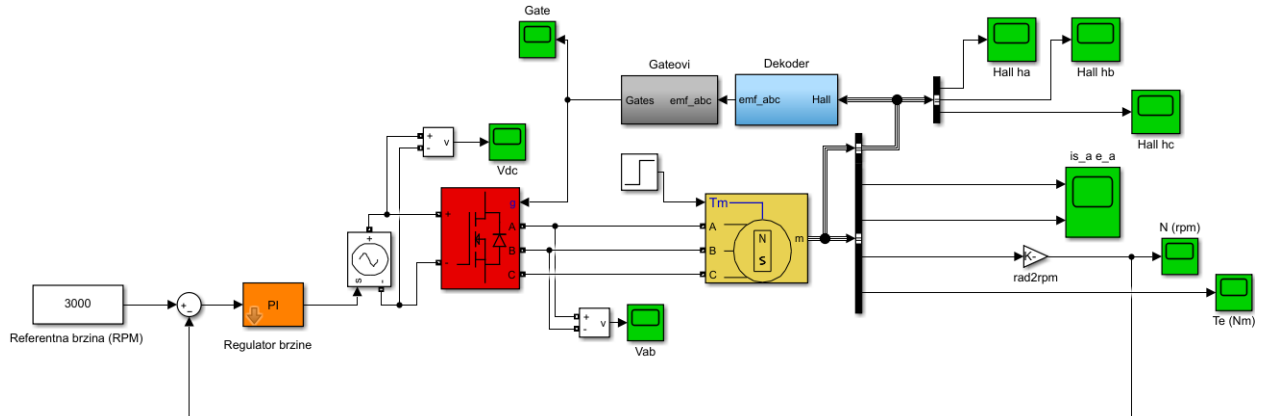 Gate
Hall ha
Hall hb
Gateovi
Dekoder
Gates
emf_abc
emf_abc
Hall
Hall hc
+
-
v
Vdc
is_a e_a
g
Tm
+
A
A
N
m
N (rpm)
+
B
B
S
K-
-
C
C
rad2rpm
s
-
3000
+
-
PI
+
-
v
Te (Nm)
Referentna brzina (RPM)
Regulator brzine
Vab